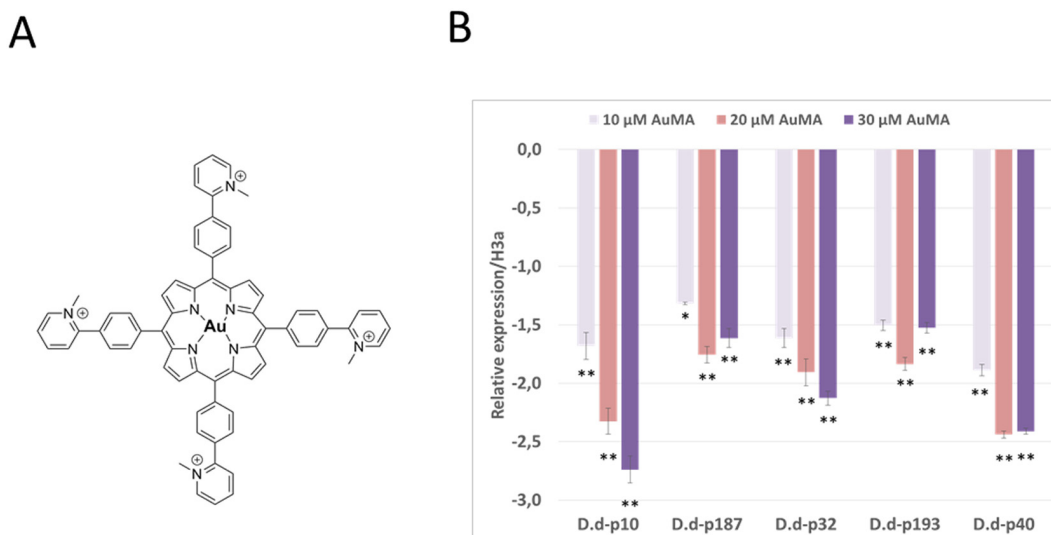 A
B
N
⊕
N
⊕
N
⊕
N
⊕
N
N
Au
N
N
10 µM AuMA 20 µM AuMA 30 µM AuMA
Relative expression/H3a
0,0
-0,5
-1,0
-1,5
-2,0
-2,5
-3,0
**
**
**
*
**
**
**
**
**
**
**
**
**
**
**
D.d-p10 D.d-p187 D.d-p32 D.d-p193 D.d-p40